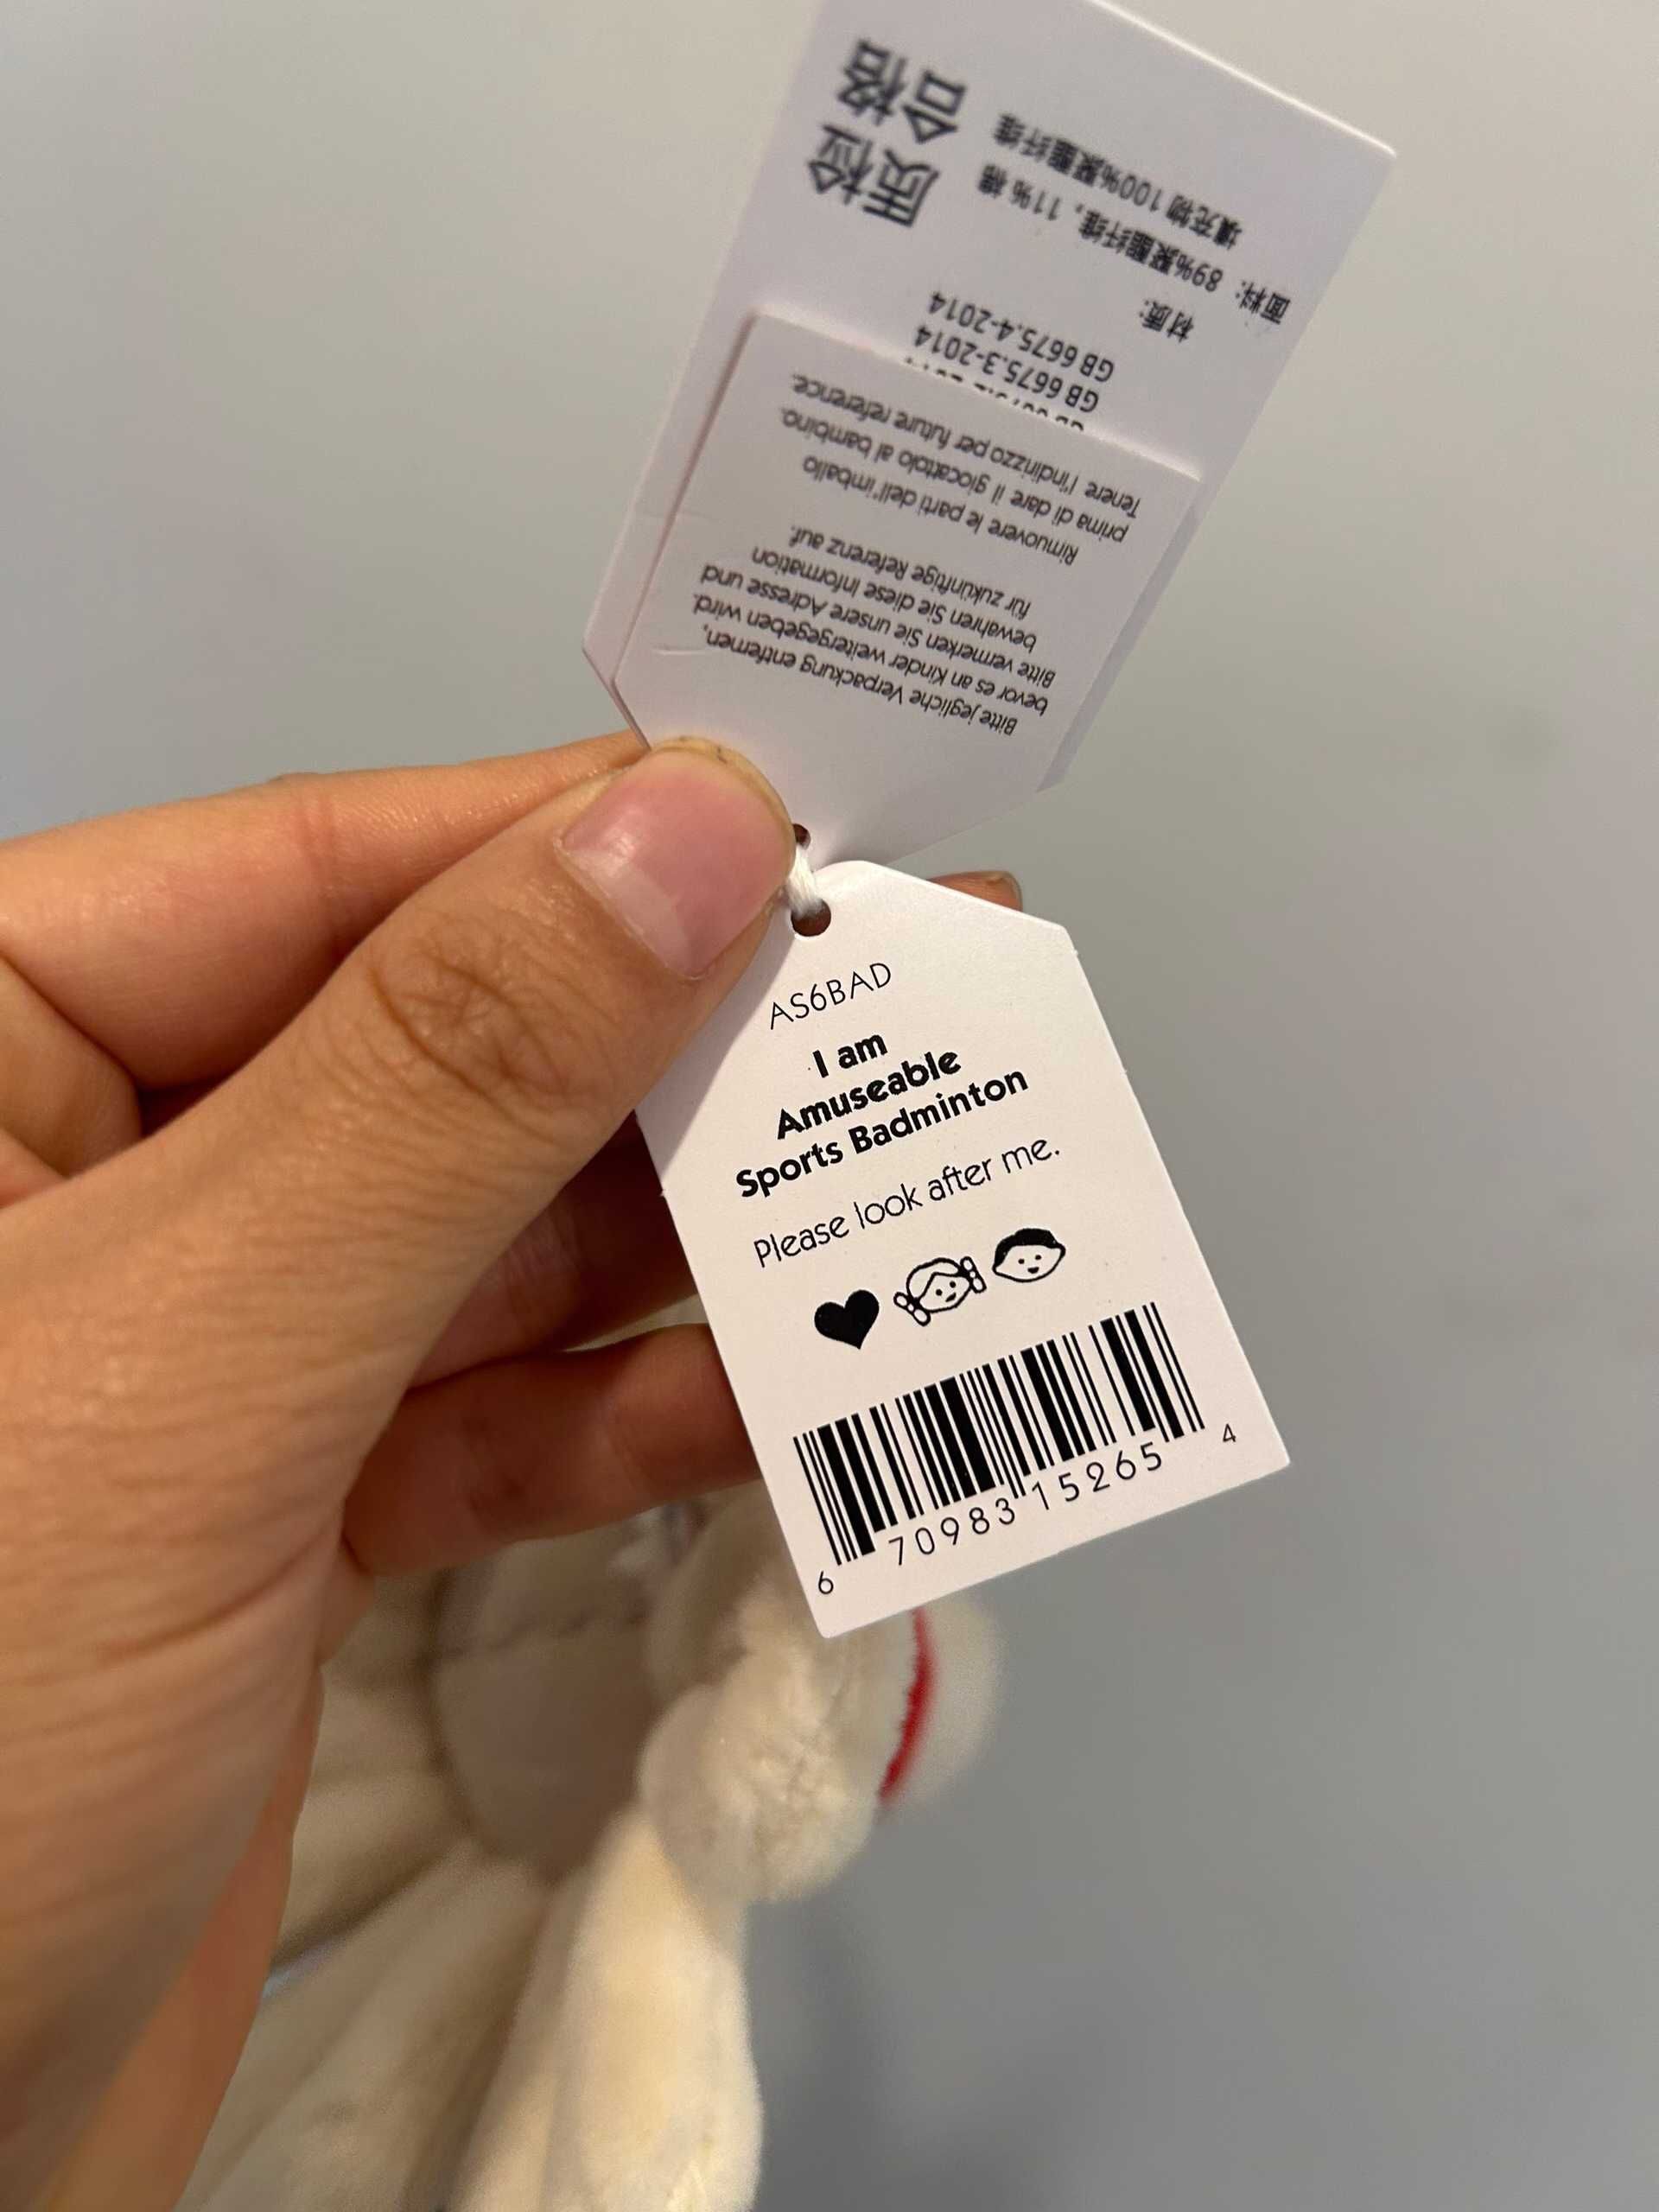 AS6BAD
I am
Amuseable
Sports Badminton
Please look after me.
6 70983 15265 4
Bitte jegliche Verpackung entfernen,
bevor es an Kinder weitergegeben wird.
Bitte vermerken Sie unsere Adresse und
bewahren Sie diese Information
für zukünftige Referenz auf.
Rimuovere le parti dell'imballo
prima di dare il giocattolo al bambino.
Tenere l'indirizzo per future reference.
GB 6675.3-2014
GB 6675.4-2014
材质:
面料: 89%聚酯纤维, 11% 棉
填充物 100%聚酯纤维
质检
合格